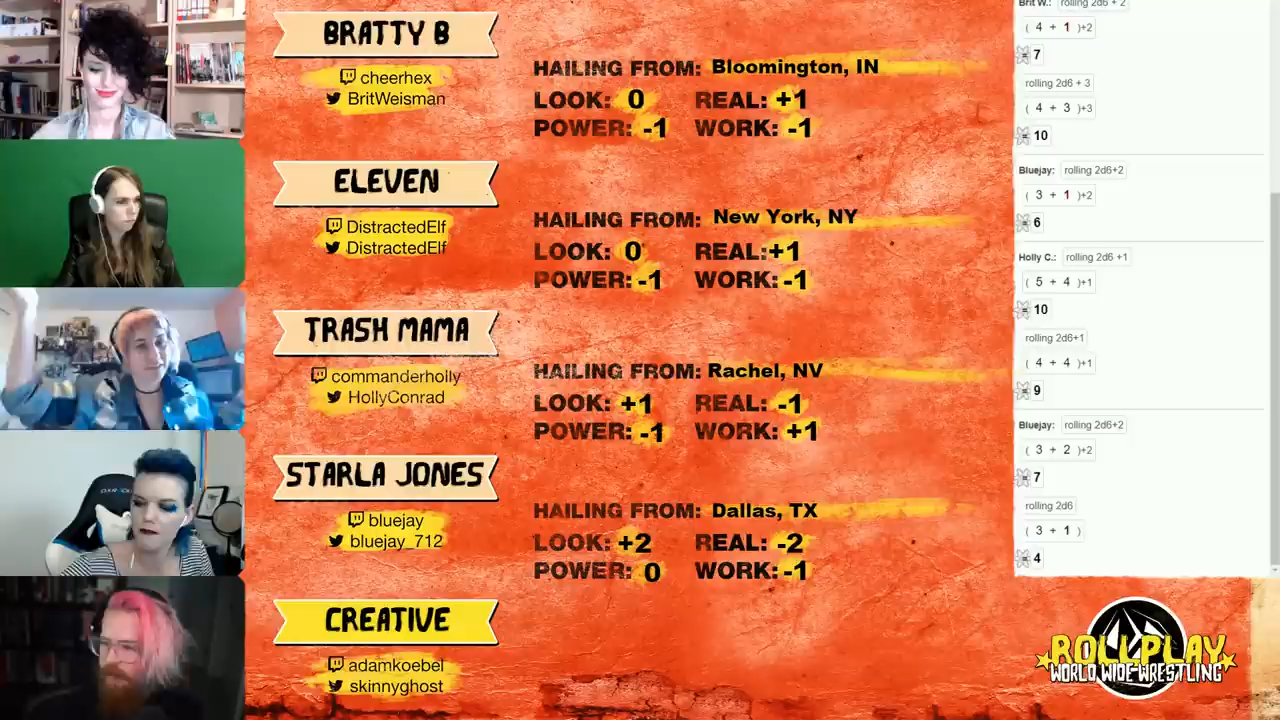 BRATTY B
cheerhex
BritWeisman
HAILING FROM: Bloomington, IN
LOOK: 0 REAL: +1
POWER: -1 WORK: -1
ELEVEN
DistractedElf
DistractedElf
HAILING FROM: New York, NY
LOOK: 0 REAL: +1
POWER: -1 WORK: -1
TRASH MAMA
commanderholly
HollyConrad
HAILING FROM: Rachel, NV
LOOK: +1 REAL: -1
POWER: -1 WORK: +1
STARLA JONES
bluejay
bluejay_712
HAILING FROM: Dallas, TX
LOOK: +2 REAL: -2
POWER: 0 WORK: -1
CREATIVE
adamkoebel
skinnyghost
Brit W.: rolling 2d6 + 2
( 4 + 1 )+2
= 7
rolling 2d6 + 3
( 4 + 3 )+3
= 10
Bluejay: rolling 2d6+2
( 3 + 1 )+2
= 6
Holly C.: rolling 2d6 +1
( 5 + 4 )+1
= 10
rolling 2d6+1
( 4 + 4 )+1
= 9
Bluejay: rolling 2d6+2
( 3 + 2 )+2
= 7
rolling 2d6
( 3 + 1 )
= 4
ROLLPLAY
WORLD WIDE WRESTLING